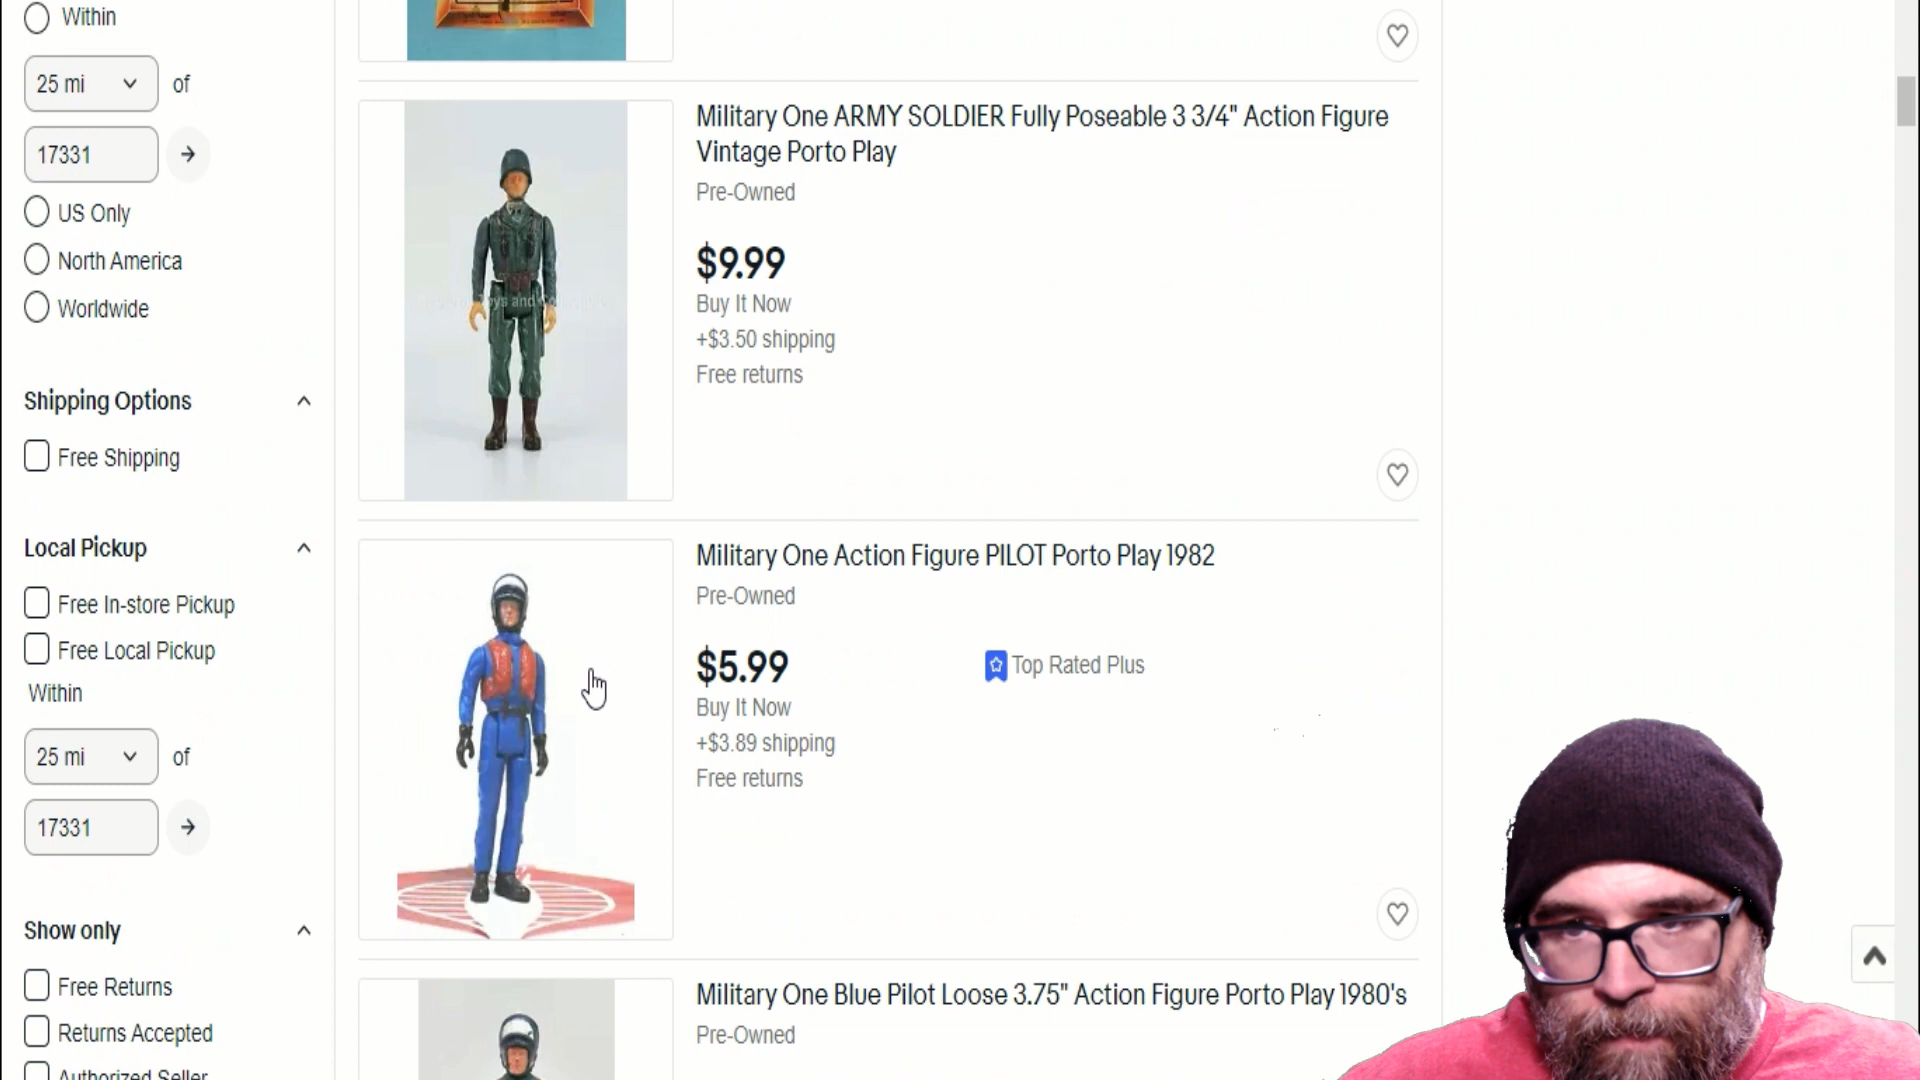 Within
25 mi
of
17331
US Only
North America
Worldwide
Shipping Options
Free Shipping
Local Pickup
Free In-store Pickup
Free Local Pickup
Within
25 mi
of
17331
Show only
Free Returns
Returns Accepted
Authorized Seller
Military One ARMY SOLDIER Fully Poseable 3 3/4" Action Figure
Vintage Porto Play
Pre-Owned
$9.99
Buy It Now
+$3.50 shipping
Free returns
Military One Action Figure PILOT Porto Play 1982
Pre-Owned
$5.99
Top Rated Plus
Buy It Now
+$3.89 shipping
Free returns
Military One Blue Pilot Loose 3.75" Action Figure Porto Play 1980's
Pre-Owned